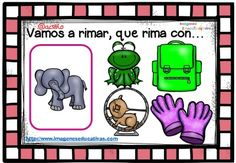 Vamos a rimar, que rima con...
http://www.imageneseducativas.com